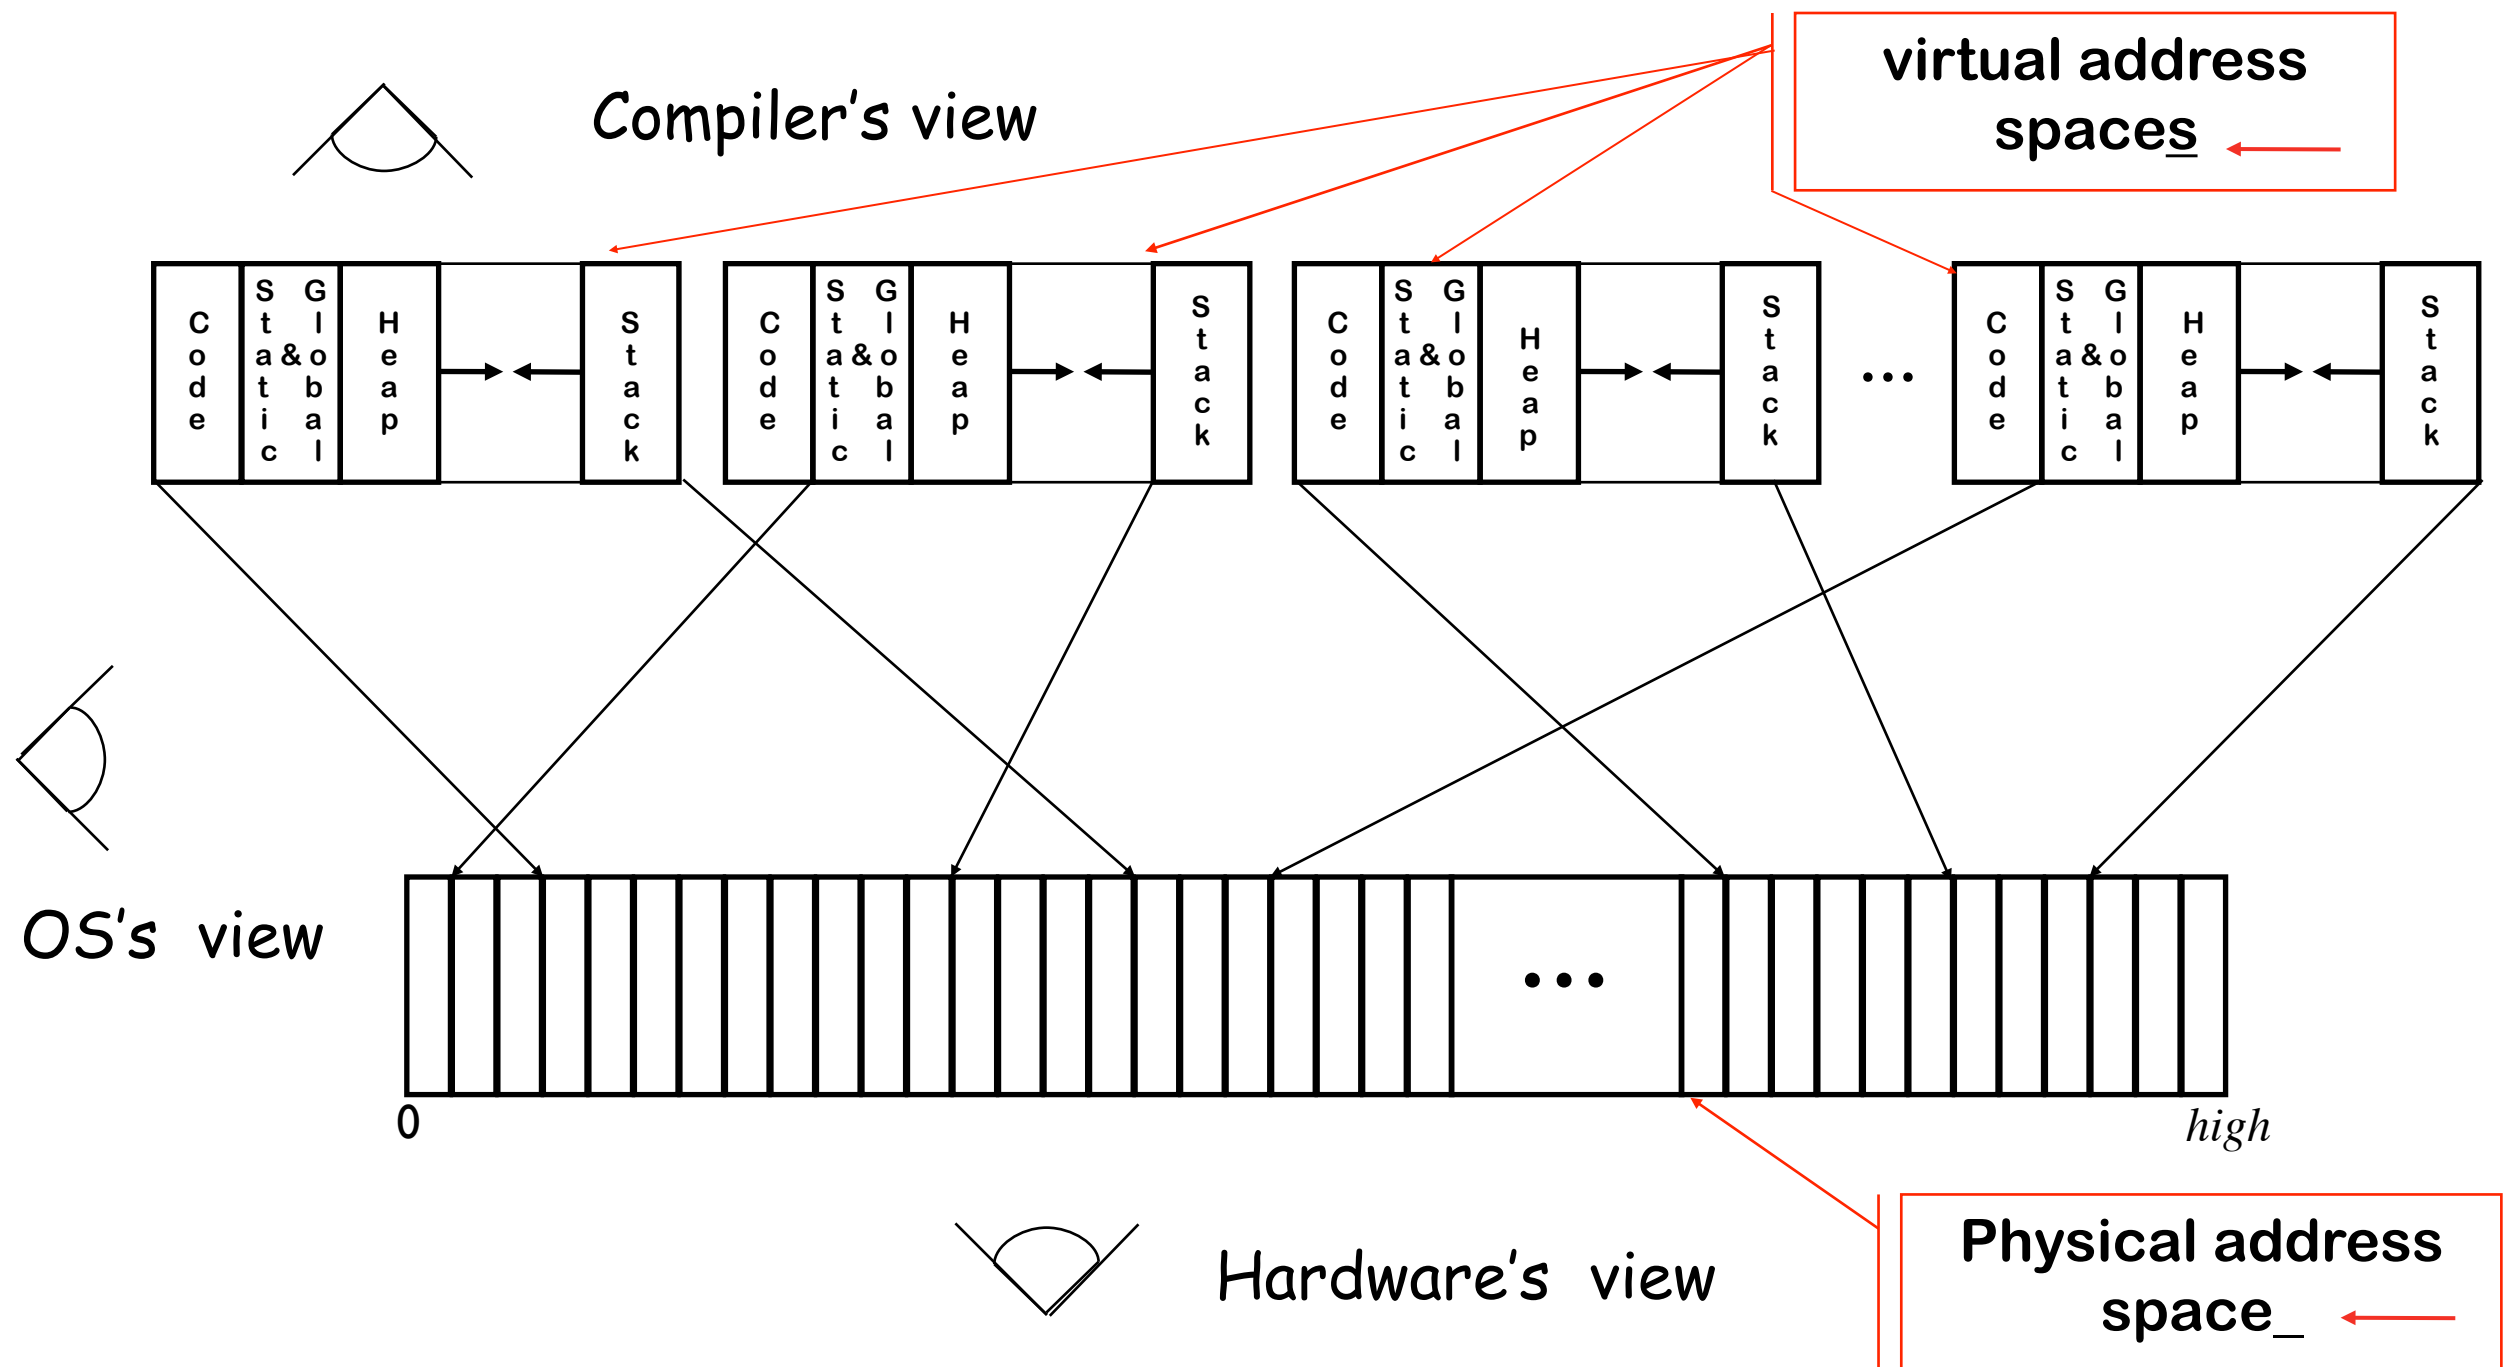 virtual address
spaces
Compiler's view
Code
Static & Global
Heap
Stack
Code
Static & Global
Heap
Stack
Code
Static & Global
Heap
Stack
...
Code
Static & Global
Heap
Stack
OS's view
...
0
high
Hardware's view
Physical address
space_